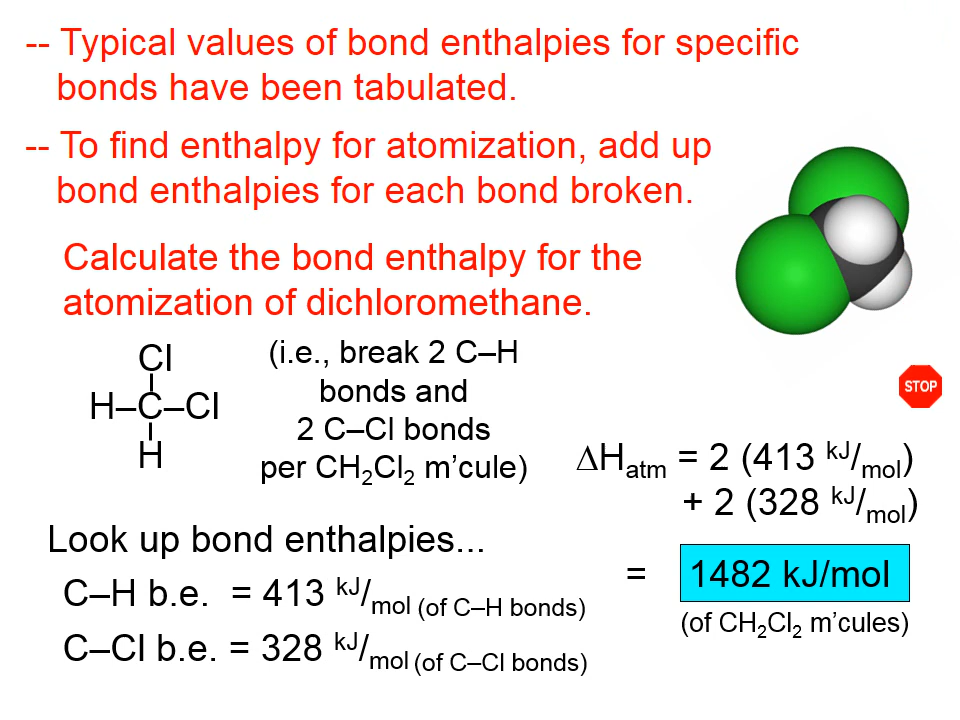 -- Typical values of bond enthalpies for specific
bonds have been tabulated.
-- To find enthalpy for atomization, add up
bond enthalpies for each bond broken.
Calculate the bond enthalpy for the
atomization of dichloromethane.
Cl
H–C–Cl
H
(i.e., break 2 C–H
bonds and
2 C–Cl bonds
per CH₂Cl₂ m’cule)
STOP
ΔHatm = 2 (413 kJ/mol)
+ 2 (328 kJ/mol)
= 1482 kJ/mol
(of CH₂Cl₂ m’cules)
Look up bond enthalpies...
C–H b.e. = 413 kJ/mol (of C–H bonds)
C–Cl b.e. = 328 kJ/mol (of C–Cl bonds)